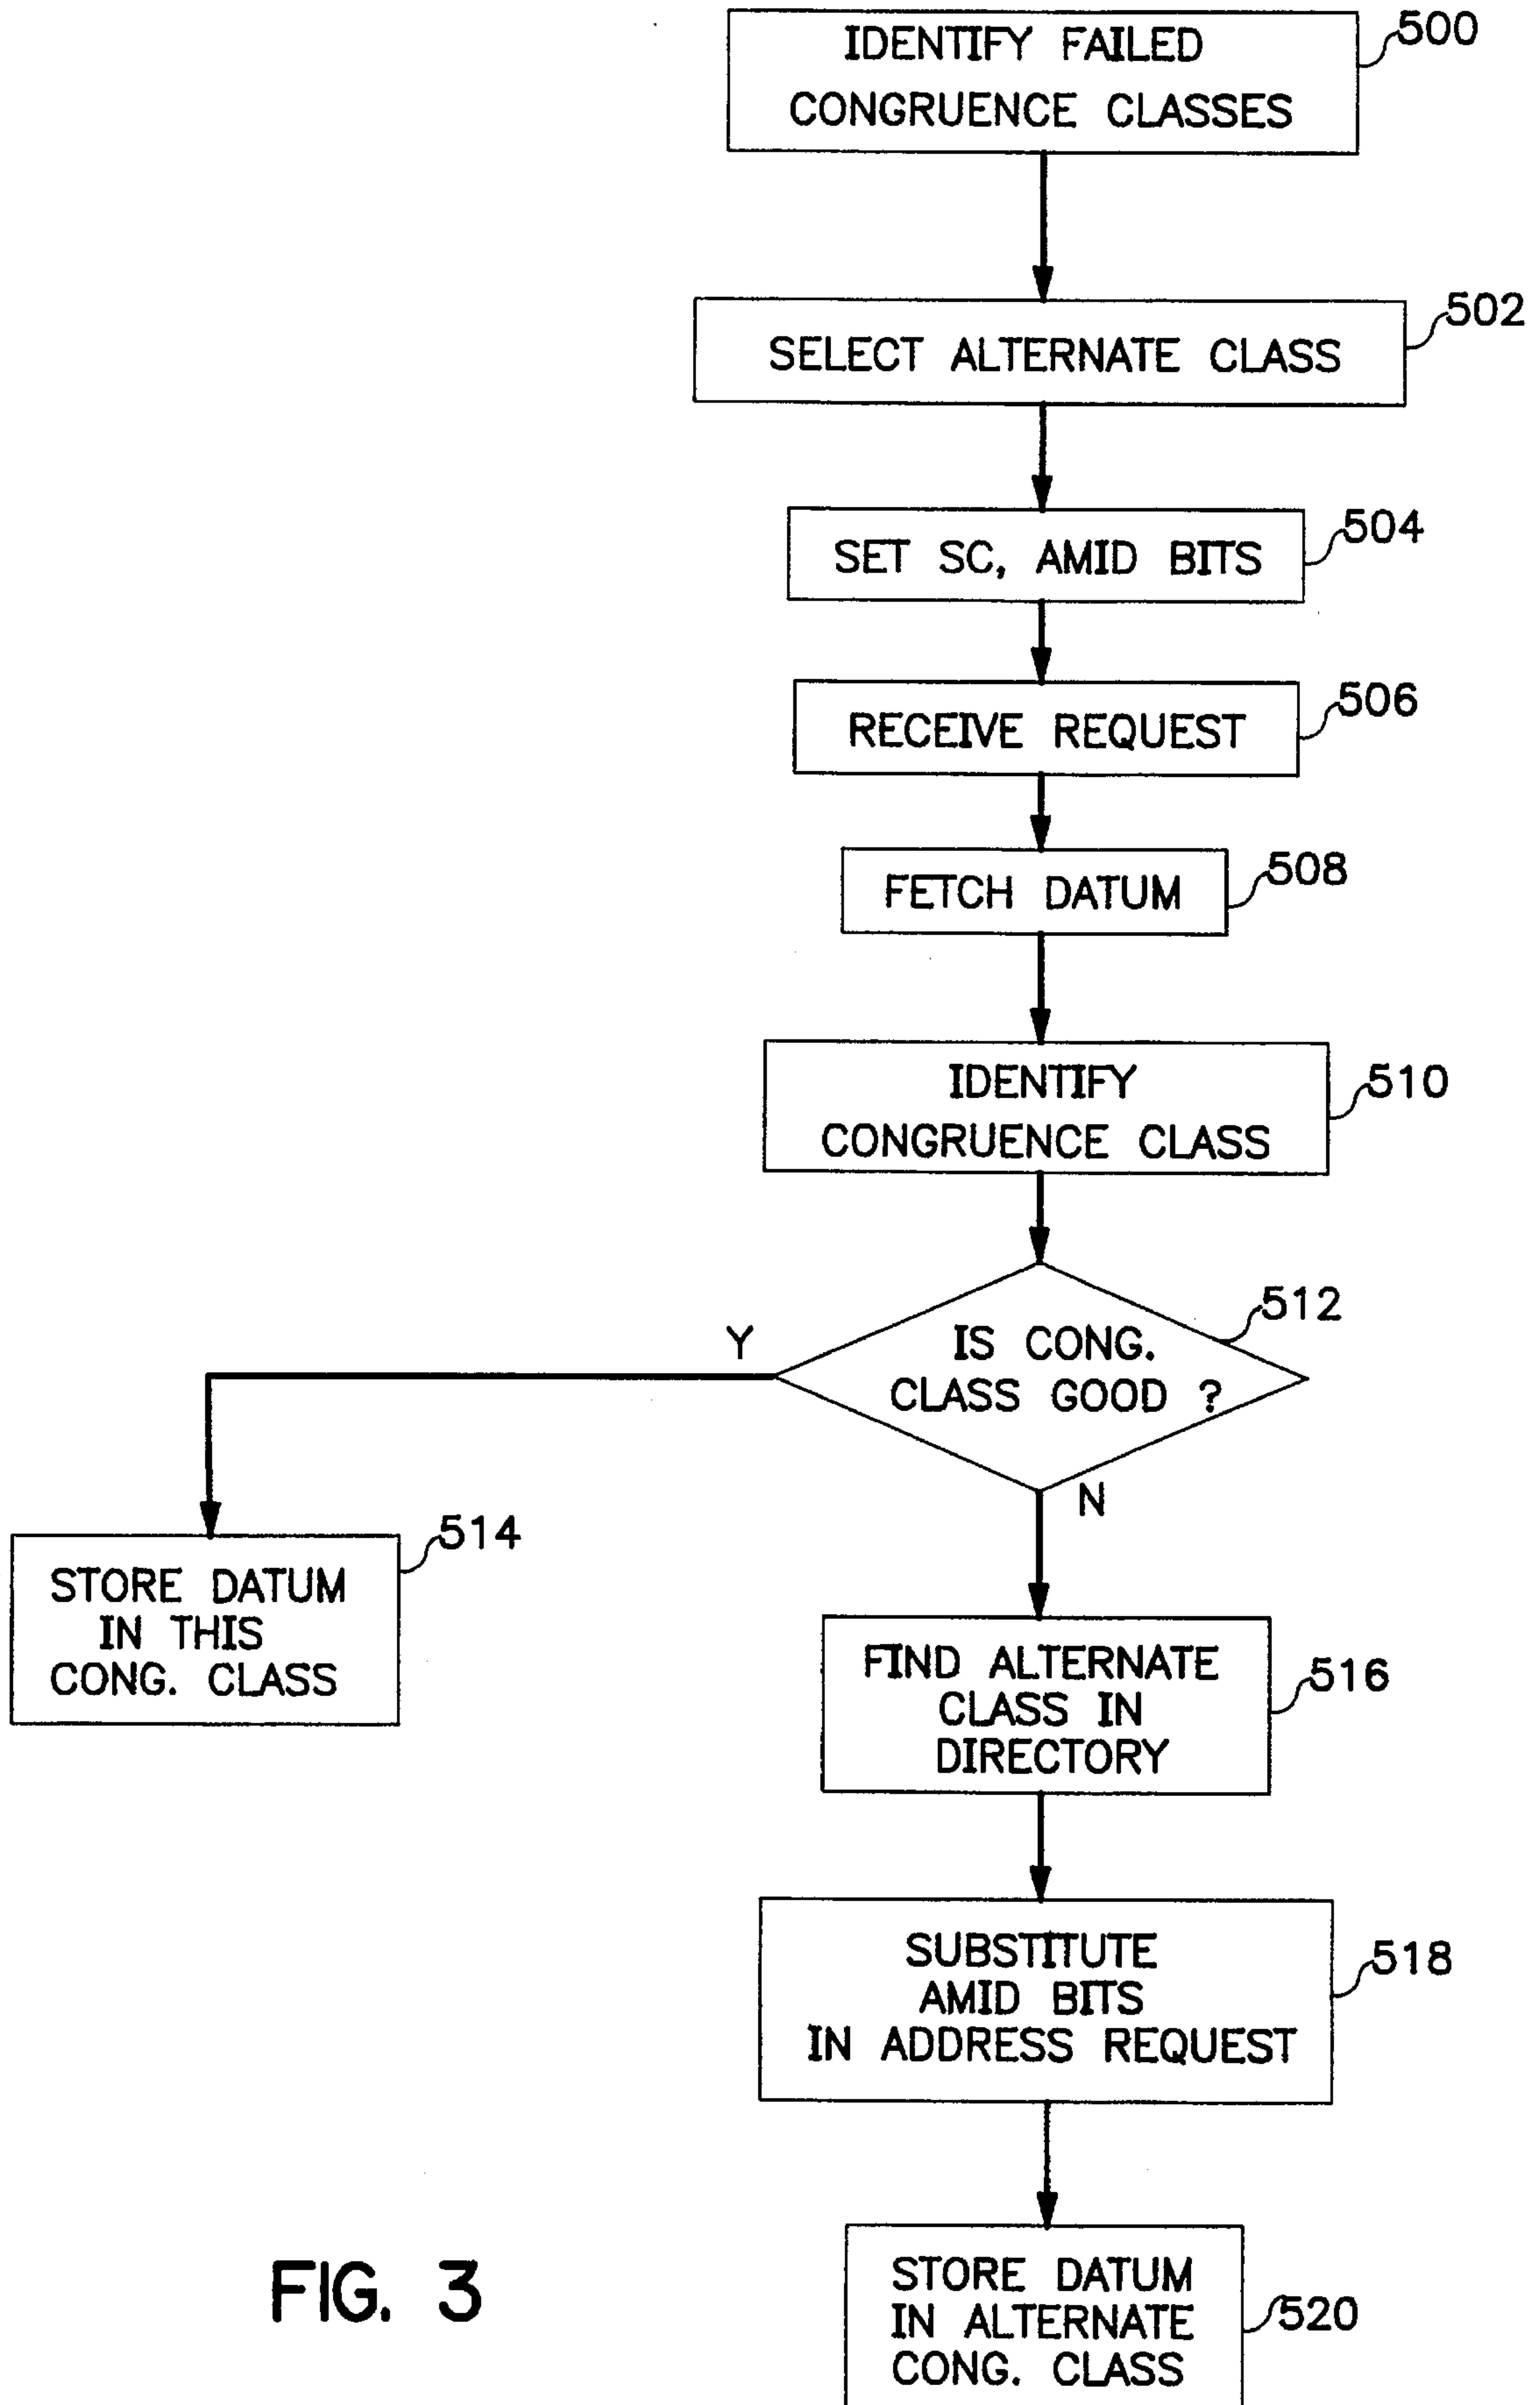 IDENTIFY FAILED
CONGRUENCE CLASSES
500
SELECT ALTERNATE CLASS
502
SET SC, AMID BITS
504
RECEIVE REQUEST
506
FETCH DATUM
508
IDENTIFY
CONGRUENCE CLASS
510
IS CONG.
CLASS GOOD ?
512
Y
N
STORE DATUM
IN THIS
CONG. CLASS
514
FIND ALTERNATE
CLASS IN
DIRECTORY
516
SUBSTITUTE
AMID BITS
IN ADDRESS REQUEST
518
STORE DATUM
IN ALTERNATE
CONG. CLASS
520
FIG. 3